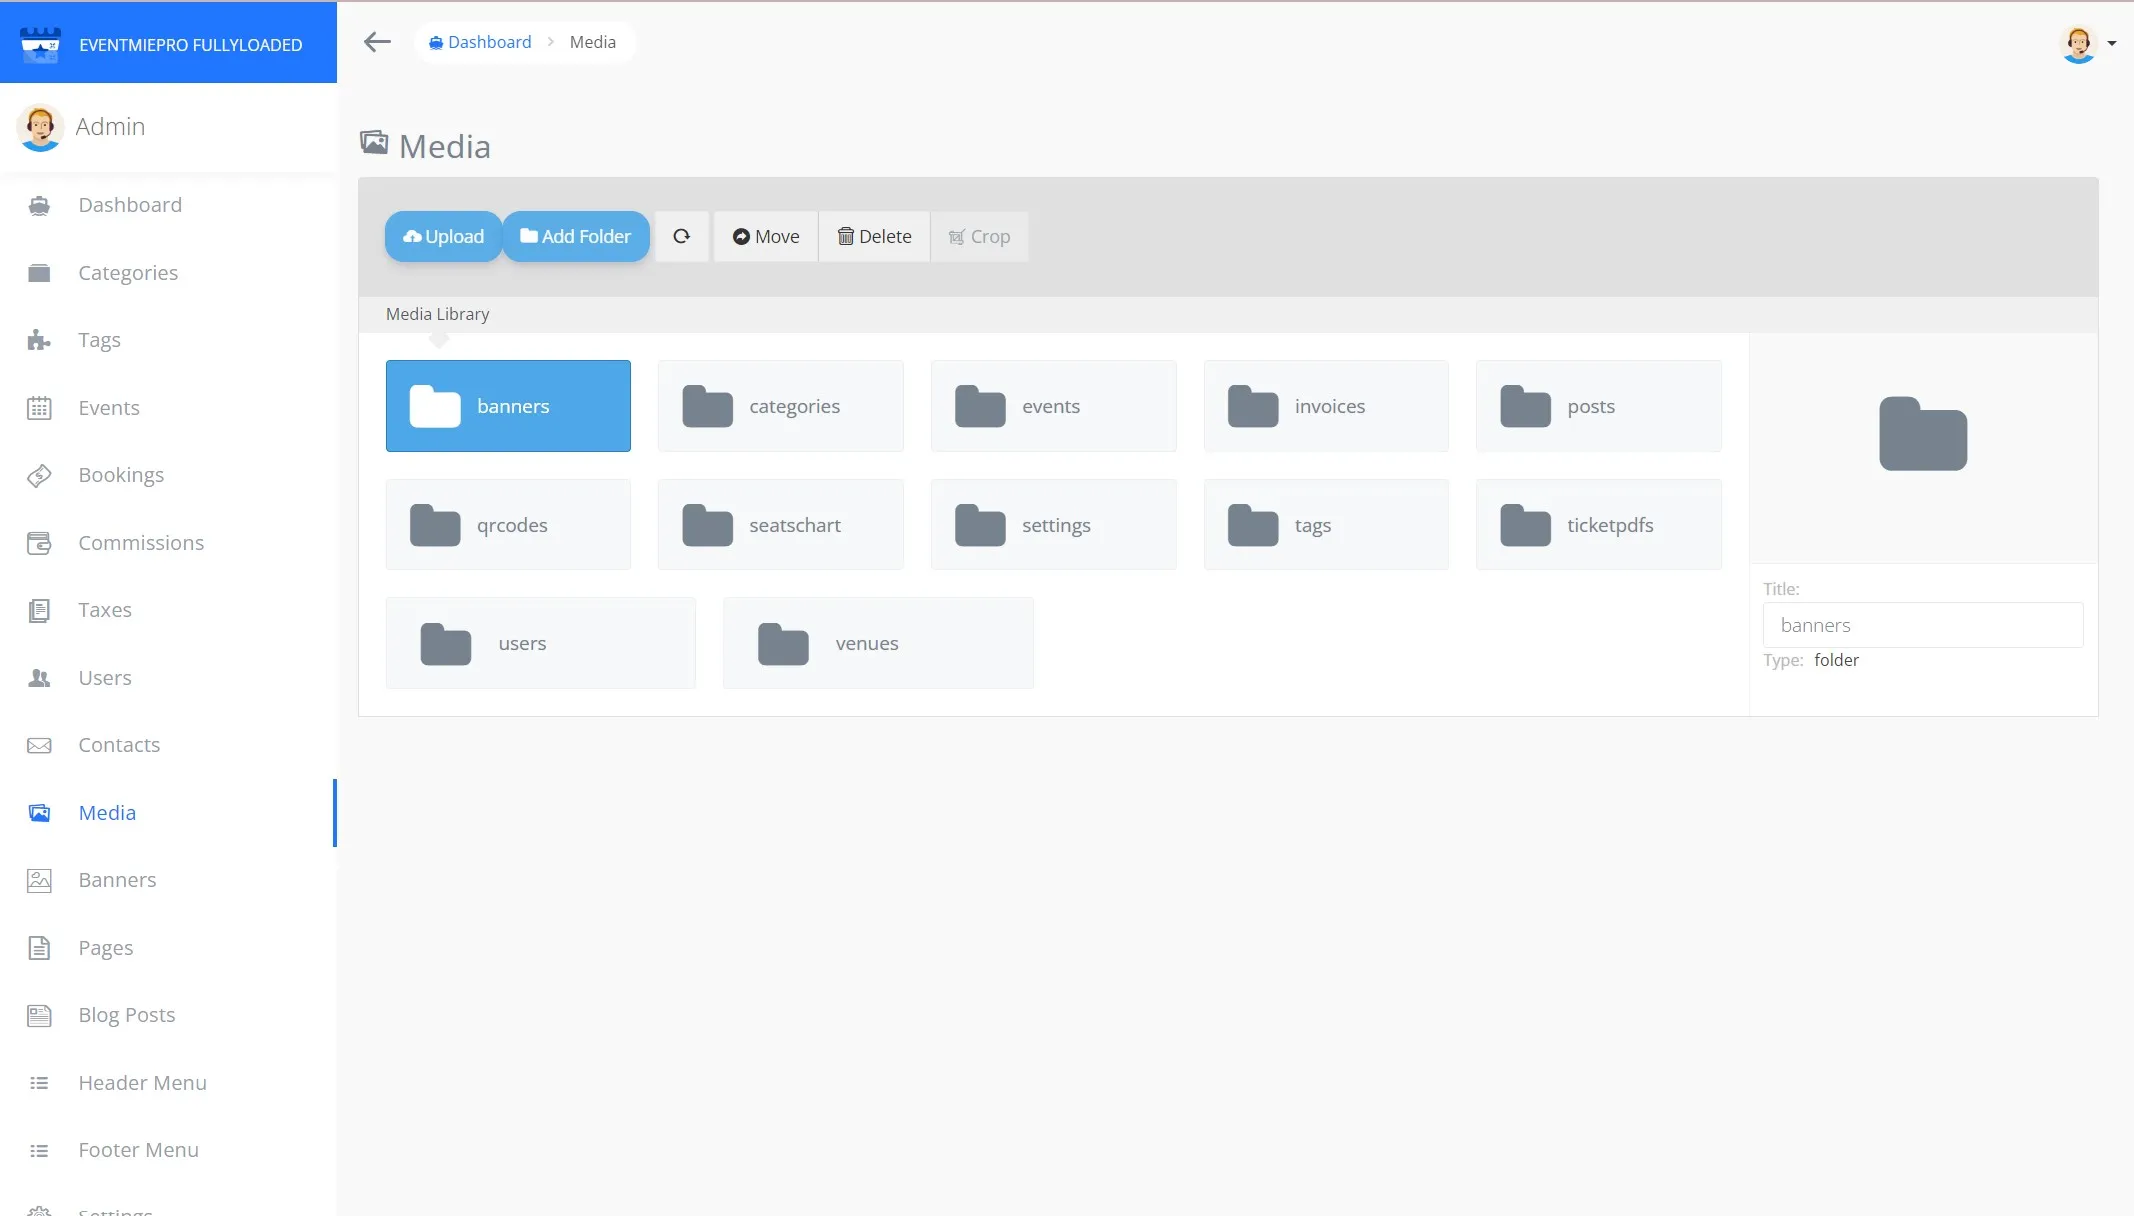 EVENTMIEPRO FULLYLOADED
Admin
Dashboard
Categories
Tags
Events
Bookings
Commissions
Taxes
Users
Contacts
Media
Banners
Pages
Blog Posts
Header Menu
Footer Menu
Settings
Dashboard > Media
Media
Upload Add Folder Move Delete Crop
Media Library
banners categories events invoices posts
qrcodes seatschart settings tags ticketpdfs
users venues
Title:
banners
Type: folder